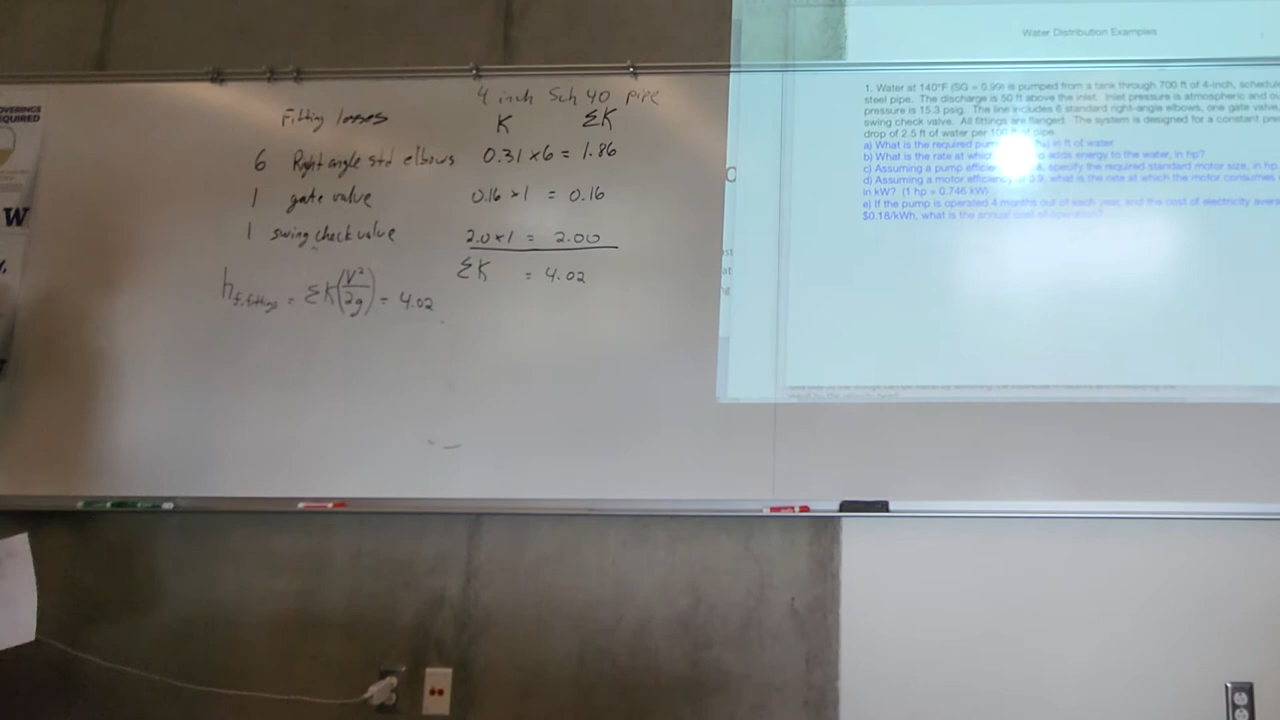 OVERINGS
QUIRED
W
4 inch Sch 40 pipe
Fitting losses K ΣK
6 Right angle std elbows 0.31 x 6 = 1.86
1 gate valve 0.16 x 1 = 0.16
1 swing check valve 2.0 x 1 = 2.00
ΣK = 4.02
h f, fittings = ΣK(V²/2g) = 4.02
Water Distribution Examples
1. Water at 140°F (SG = 0.99) is pumped from a tank through 700 ft of 4-inch, schedule
steel pipe. The discharge is 50 ft above the inlet. Inlet pressure is atmospheric and ou
pressure is 15.3 psig. The line includes 6 standard right-angle elbows, one gate valve,
swing check valve. All fittings are flanged. The system is designed for a constant pre
drop of 2.5 ft of water per 100 ft of pipe.
a) What is the required pum in ft of water
b) What is the rate at which adds energy to the water, in hp?
c) Assuming a pump efficie specify the required standard motor size, in hp
d) Assuming a motor efficiency 0.9, what is the rate at which the motor consumes
in kW? (1 hp = 0.746 kW)
e) If the pump is operated 4 months out of each year, and the cost of electricity avera
$0.18/kWh, what is the annual cost of operation?